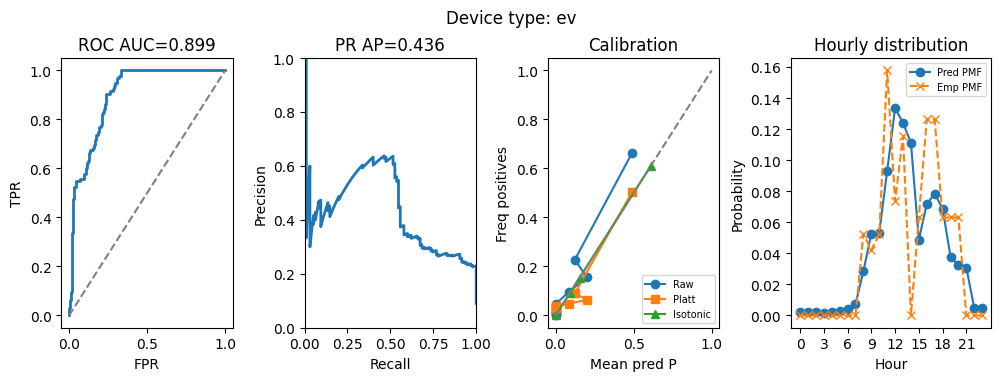 Device type: ev
ROC AUC=0.899
TPR
1.0
0.8
0.6
0.4
0.2
0.0
0.0
0.5
1.0
FPR
PR AP=0.436
Precision
1.0
0.8
0.6
0.4
0.2
0.0
0.00
0.25
0.50
0.75
1.00
Recall
Calibration
Freq positives
1.0
0.8
0.6
0.4
0.2
0.0
Raw
Platt
Isotonic
0.0
0.5
1.0
Mean pred P
Hourly distribution
Probability
0.16
0.14
0.12
0.10
0.08
0.06
0.04
0.02
0.00
Pred PMF
Emp PMF
0
3
6
9
12
15
18
21
Hour